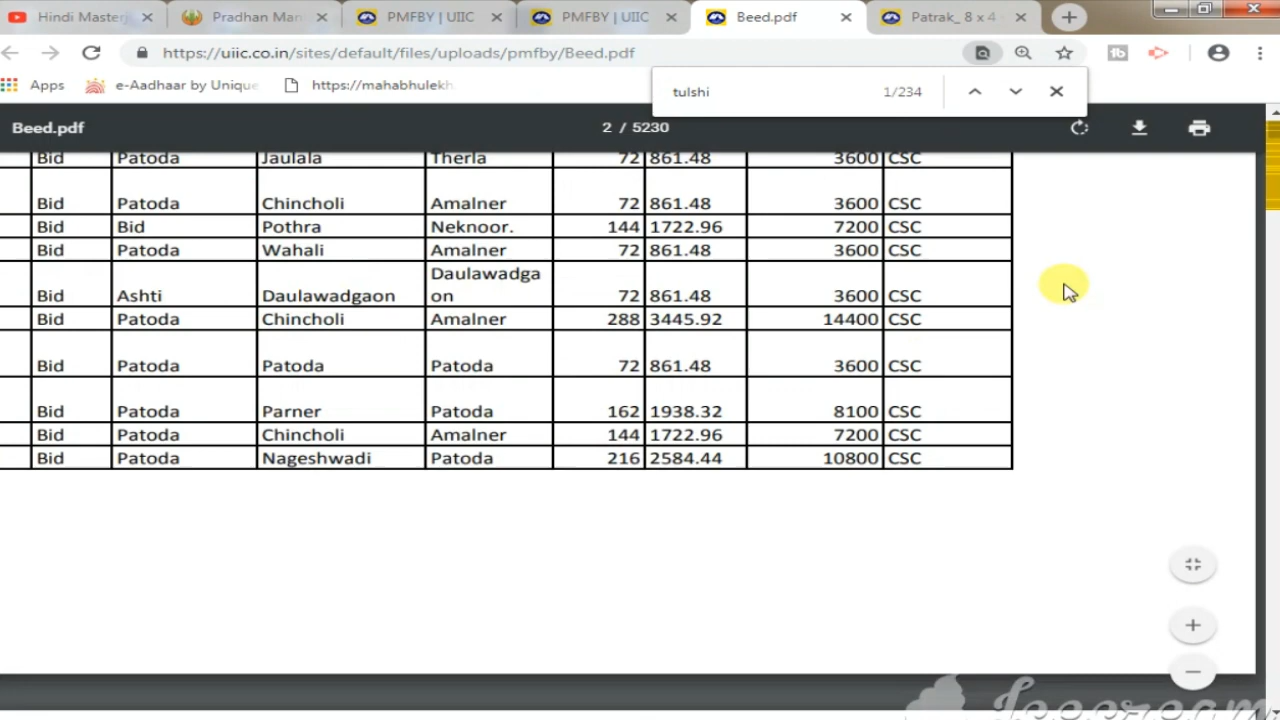 Hindi Master
Pradhan Man
PMFBY | UIIC
PMFBY | UIIC
Beed.pdf
Patrak_ 8 x 4
https://uiic.co.in/sites/default/files/uploads/pmfby/Beed.pdf
Apps
e-Aadhaar by Unique
https://mahabhulekh
tulshi
1/234
Beed.pdf
2 / 5230
Bid Patoda Jaulala Therla 72 861.48 3600 CSC
Bid Patoda Chincholi Amalner 72 861.48 3600 CSC
Bid Bid Pothra Neknoor. 144 1722.96 7200 CSC
Bid Patoda Wahali Amalner 72 861.48 3600 CSC
Daulawadga
Bid Ashti Daulawadgaon on 72 861.48 3600 CSC
Bid Patoda Chincholi Amalner 288 3445.92 14400 CSC
Bid Patoda Patoda Patoda 72 861.48 3600 CSC
Bid Patoda Parner Patoda 162 1938.32 8100 CSC
Bid Patoda Chincholi Amalner 144 1722.96 7200 CSC
Bid Patoda Nageshwadi Patoda 216 2584.44 10800 CSC
Icecream